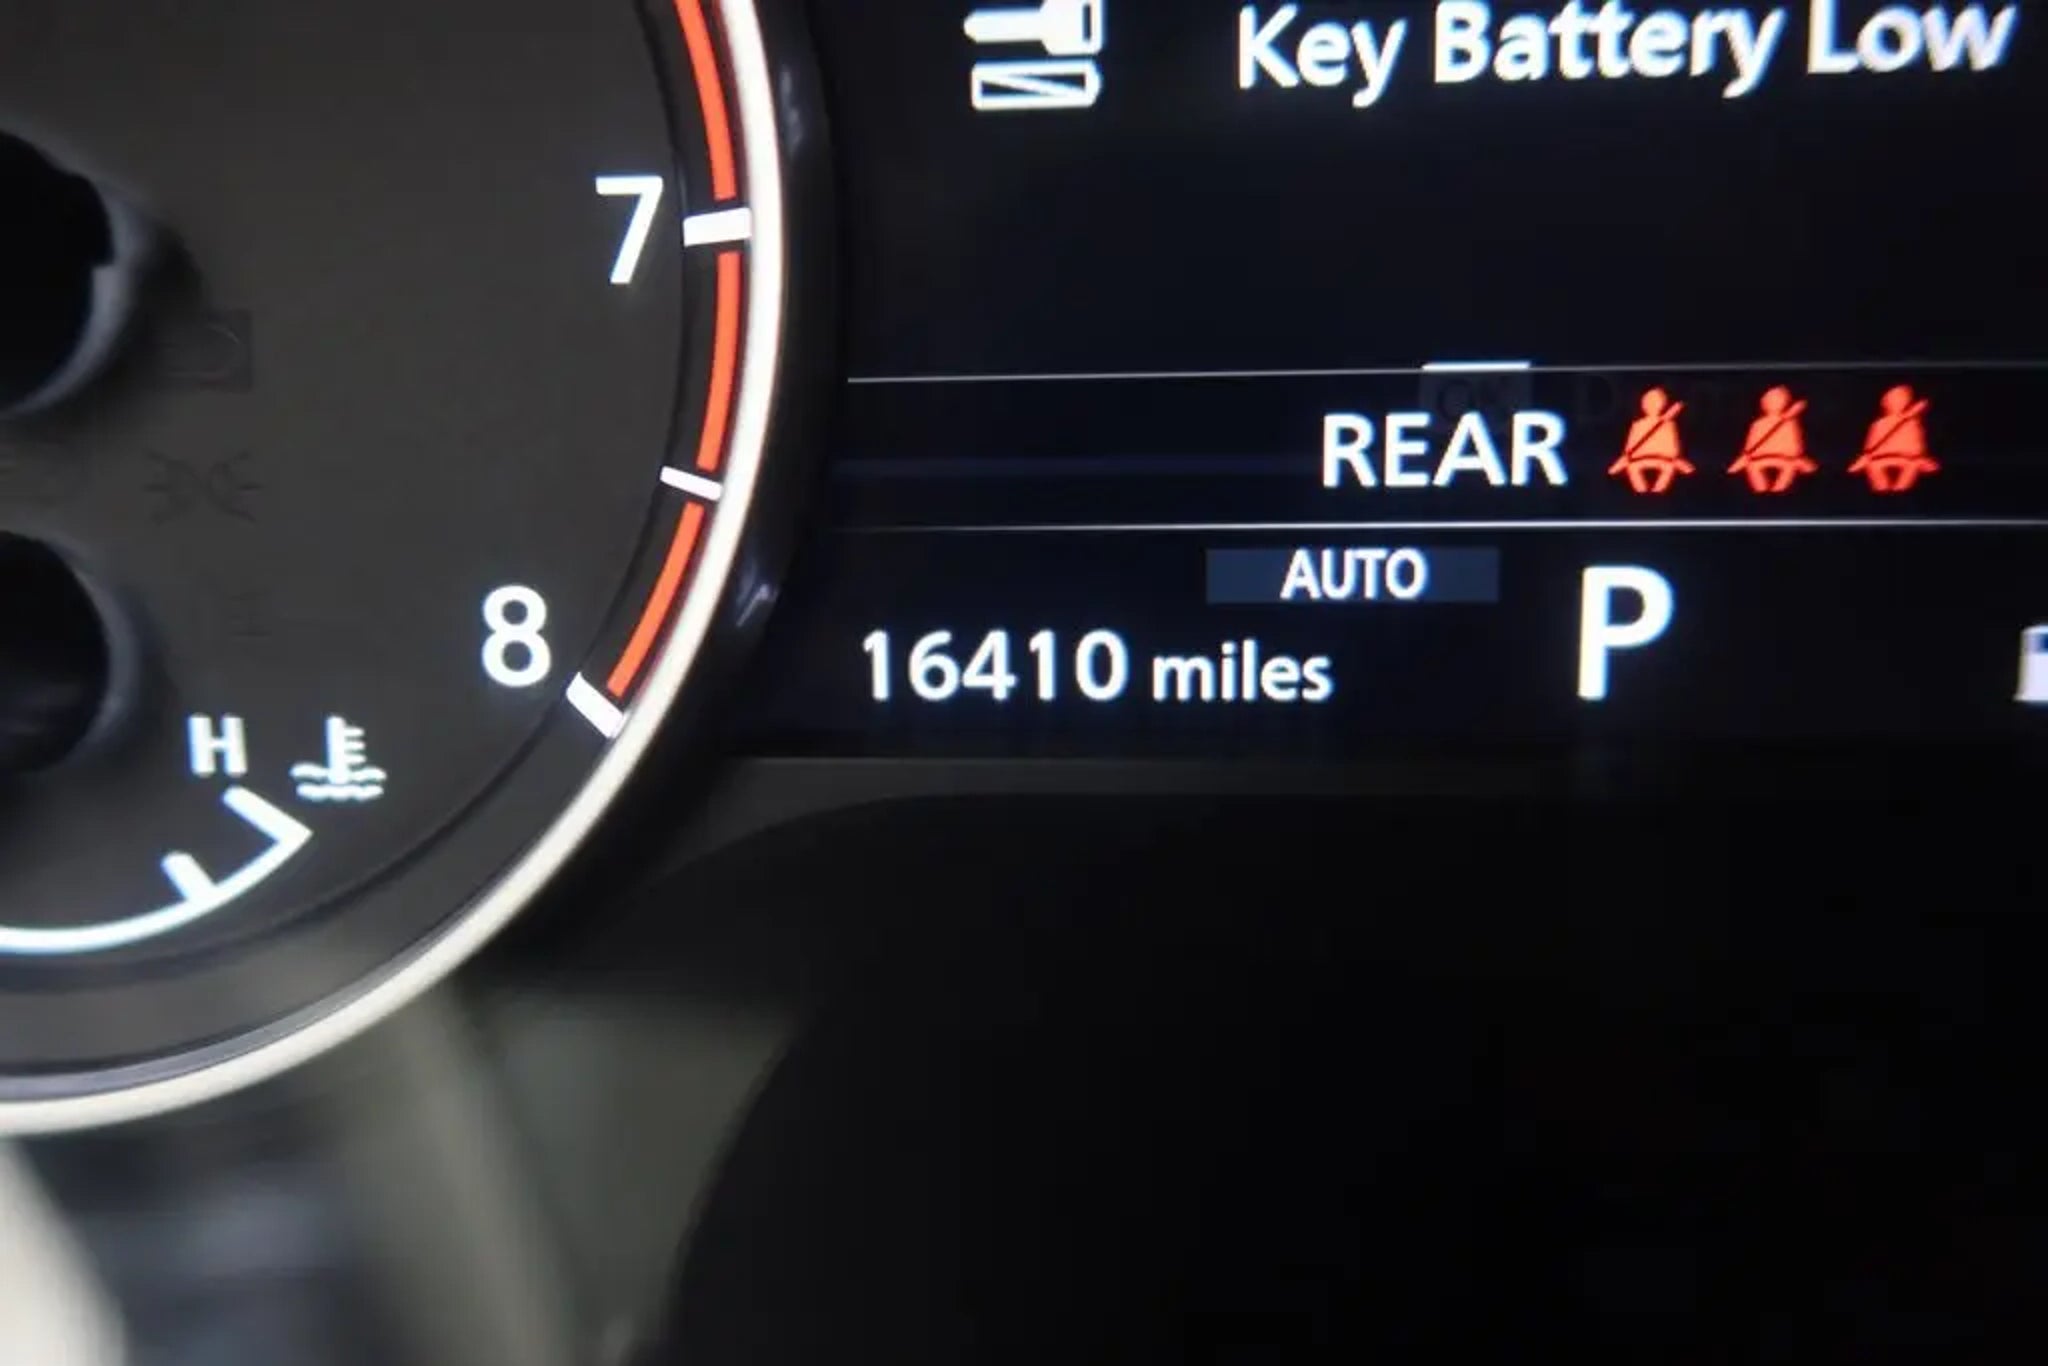 Key Battery Low
7
REAR
AUTO
P
8
16410 miles
H